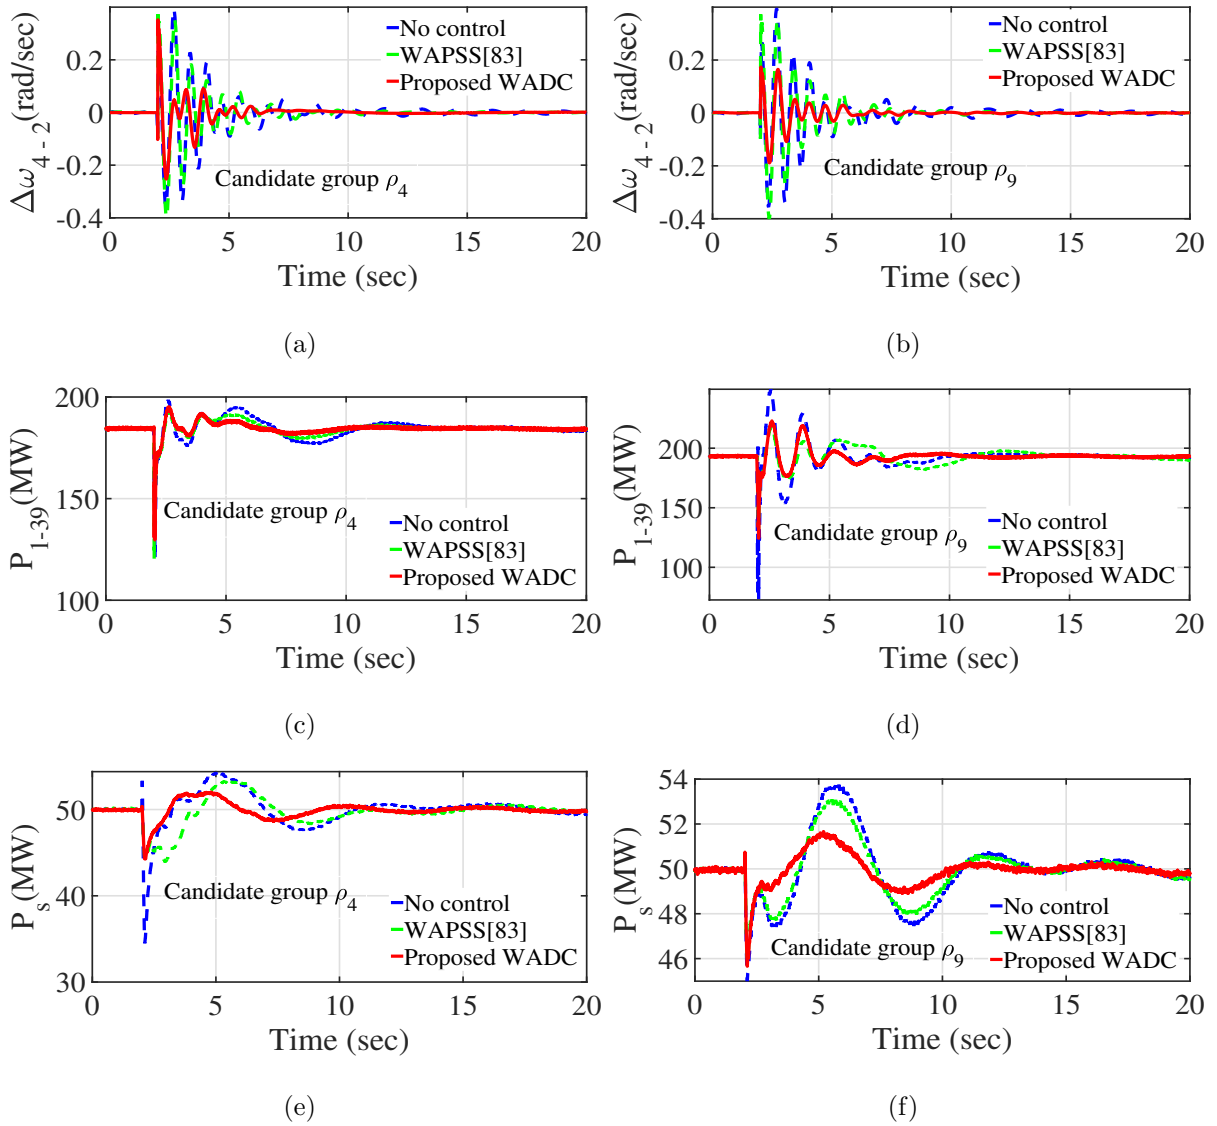 Δω4 - 2(rad/sec)
0.2
0
-0.2
-0.4
No control
WAPSS[83]
Proposed WADC
Candidate group ρ4
0 5 10 15 20
Time (sec)
(a)
Δω4 - 2(rad/sec)
0.2
0
-0.2
-0.4
No control
WAPSS[83]
Proposed WADC
Candidate group ρ9
0 5 10 15 20
Time (sec)
(b)
P1-39(MW)
200
150
100
Candidate group ρ4
No control
WAPSS[83]
Proposed WADC
0 5 10 15 20
Time (sec)
(c)
P1-39(MW)
200
150
100
Candidate group ρ9
No control
WAPSS[83]
Proposed WADC
0 5 10 15 20
Time (sec)
(d)
Ps(MW)
50
40
30
Candidate group ρ4
No control
WAPSS[83]
Proposed WADC
0 5 10 15 20
Time (sec)
(e)
Ps(MW)
54
52
50
48
46
Candidate group ρ9
No control
WAPSS[83]
Proposed WADC
0 5 10 15 20
Time (sec)
(f)